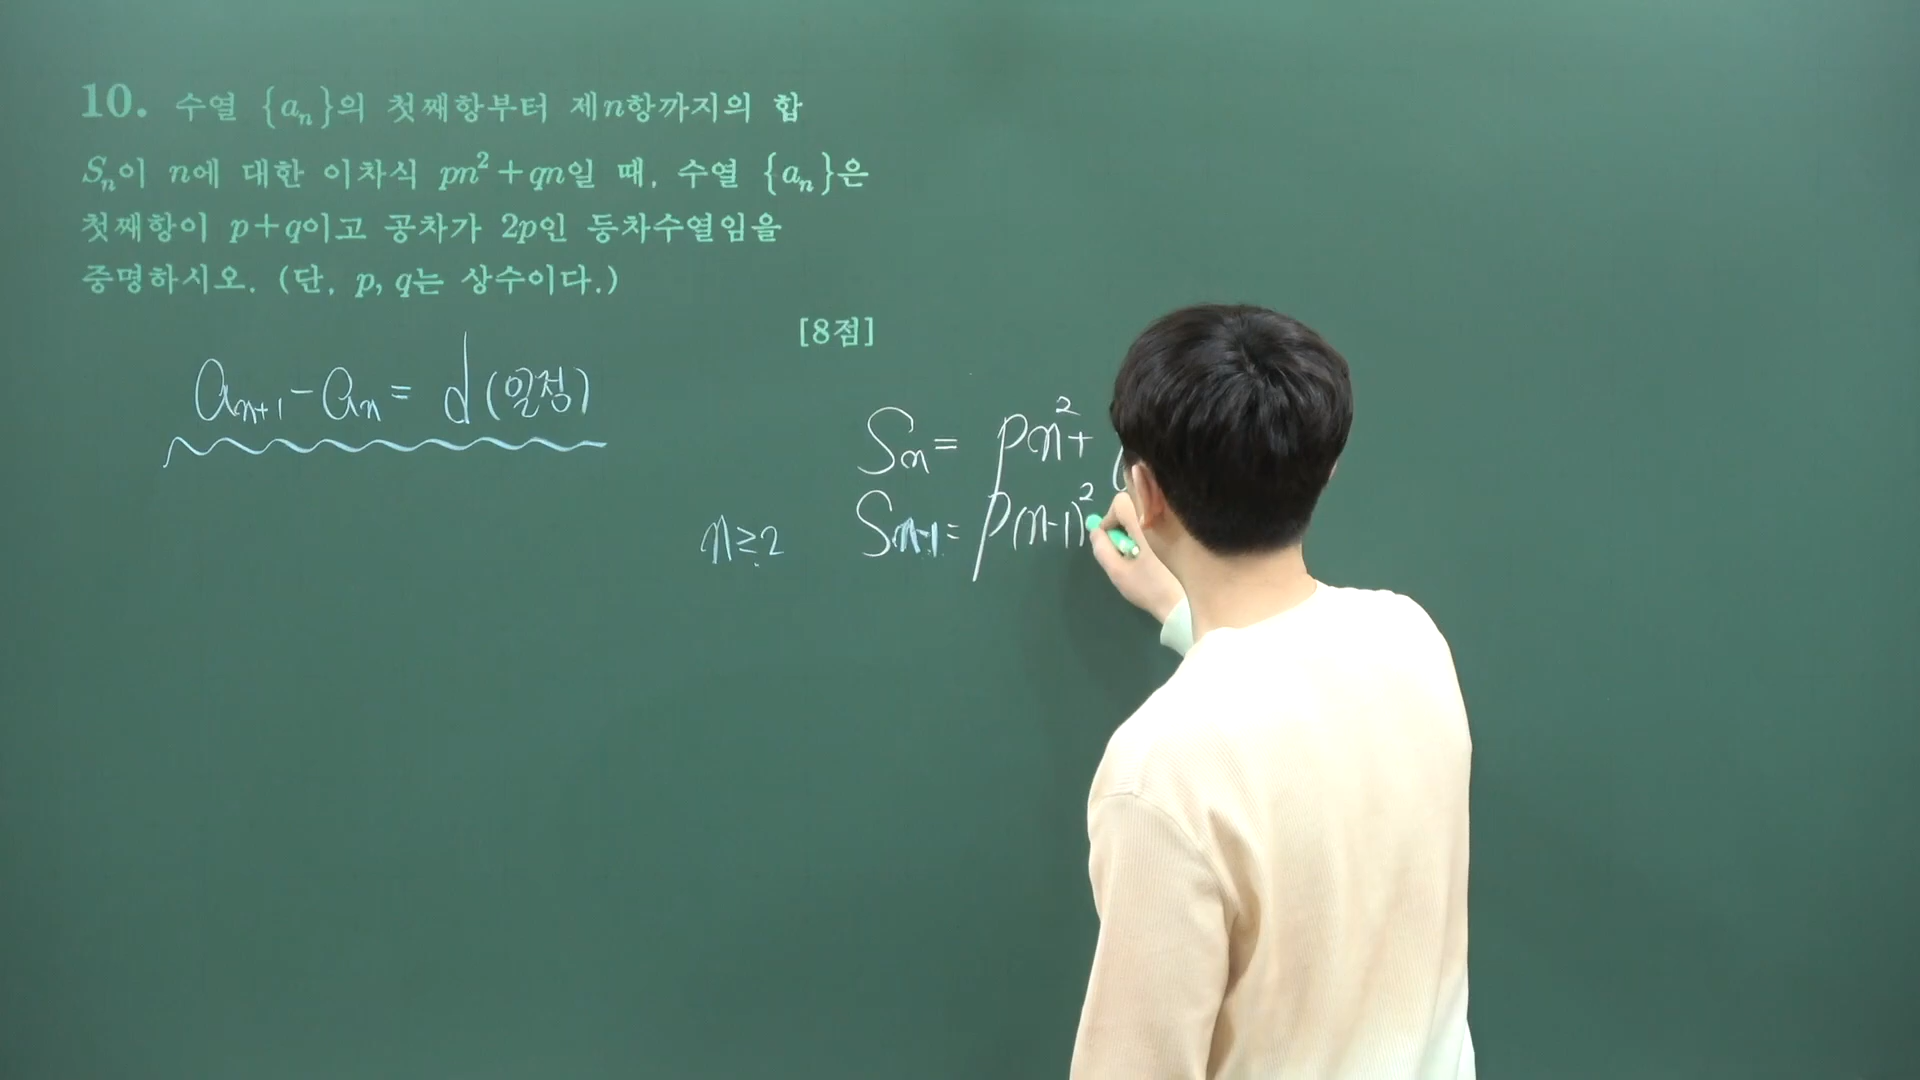 10. 수열 {aₙ}의 첫째항부터 제n항까지의 합
Sₙ이 n에 대한 이차식 pn²+qn일 때, 수열 {aₙ}은
첫째항이 p+q이고 공차가 2p인 등차수열임을
증명하시오. (단, p, q는 상수이다.)
[8점]
aₙ₊₁-aₙ= d (일정)
Sₙ= pn²+
n≥2 Sₙ₋₁= p(n-1)²